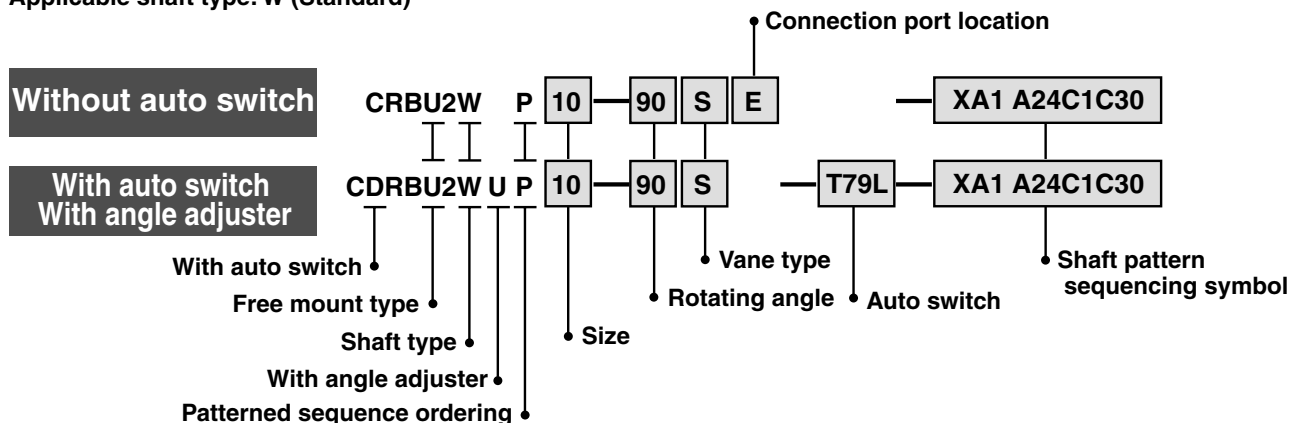 Applicable shaft type: W (Standard)
Connection port location
Without auto switch
CRBU2W P 10 — 90 S E — XA1 A24C1C30
With auto switch
With angle adjuster
CDRBU2W U P 10 — 90 S — T79L — XA1 A24C1C30
With auto switch
Vane type
Shaft pattern
sequencing symbol
Free mount type
Rotating angle
Auto switch
Shaft type
Size
With angle adjuster
Patterned sequence ordering